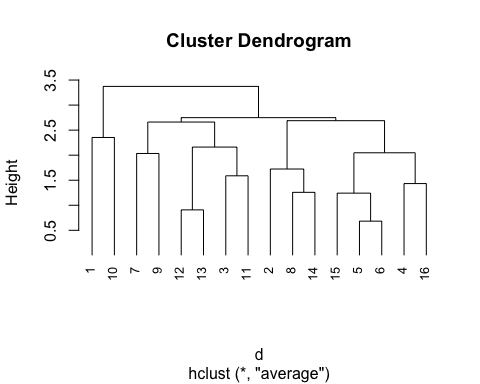 Cluster Dendrogram
Height
3.5
2.5
1.5
0.5
1 10 7 9 12 13 3 11 2 8 14 15 5 6 4 16
d
hclust (*, "average")